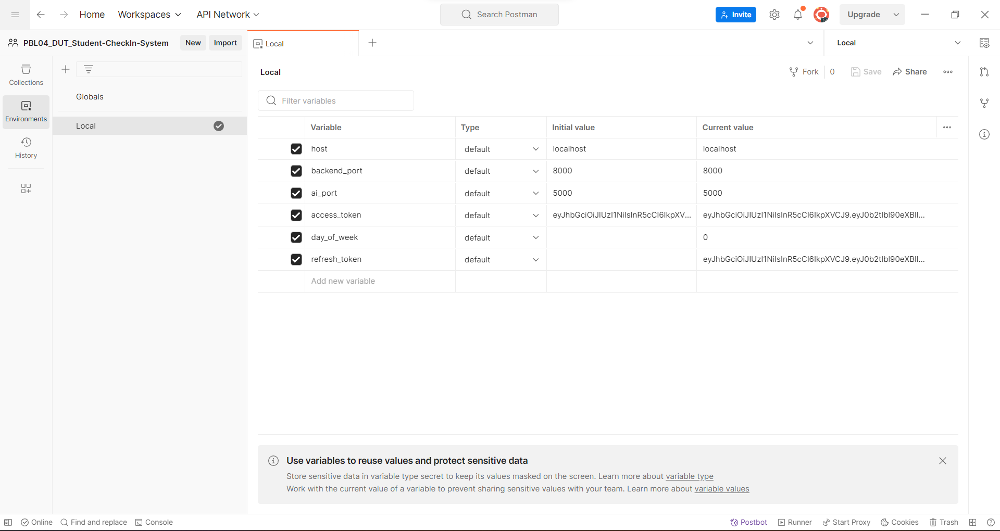 Home Workspaces API Network Search Postman Invite Upgrade
PBL04_DUT_Student-CheckIn-System New Import Local Local
Collections
Environments
History
Globals
Local
Local Fork 0 Save Share
Filter variables
Variable Type Initial value Current value
host default localhost localhost
backend_port default 8000 8000
ai_port default 5000 5000
access_token default eyJhbGciOiJIUzI1NiIsInR5cCI6IkpXV... eyJhbGciOiJIUzI1NiIsInR5cCI6IkpXVCJ9.eyJ0b2tlbl90eXBlI...
day_of_week default 0
refresh_token default eyJhbGciOiJIUzI1NiIsInR5cCI6IkpXVCJ9.eyJ0b2tlbl90eXBlI...
Add new variable
Use variables to reuse values and protect sensitive data
Store sensitive data in variable type secret to keep its values masked on the screen. Learn more about variable type
Work with the current value of a variable to prevent sharing sensitive values with your team. Learn more about variable values
Online Find and replace Console Postbot Runner Start Proxy Cookies Trash